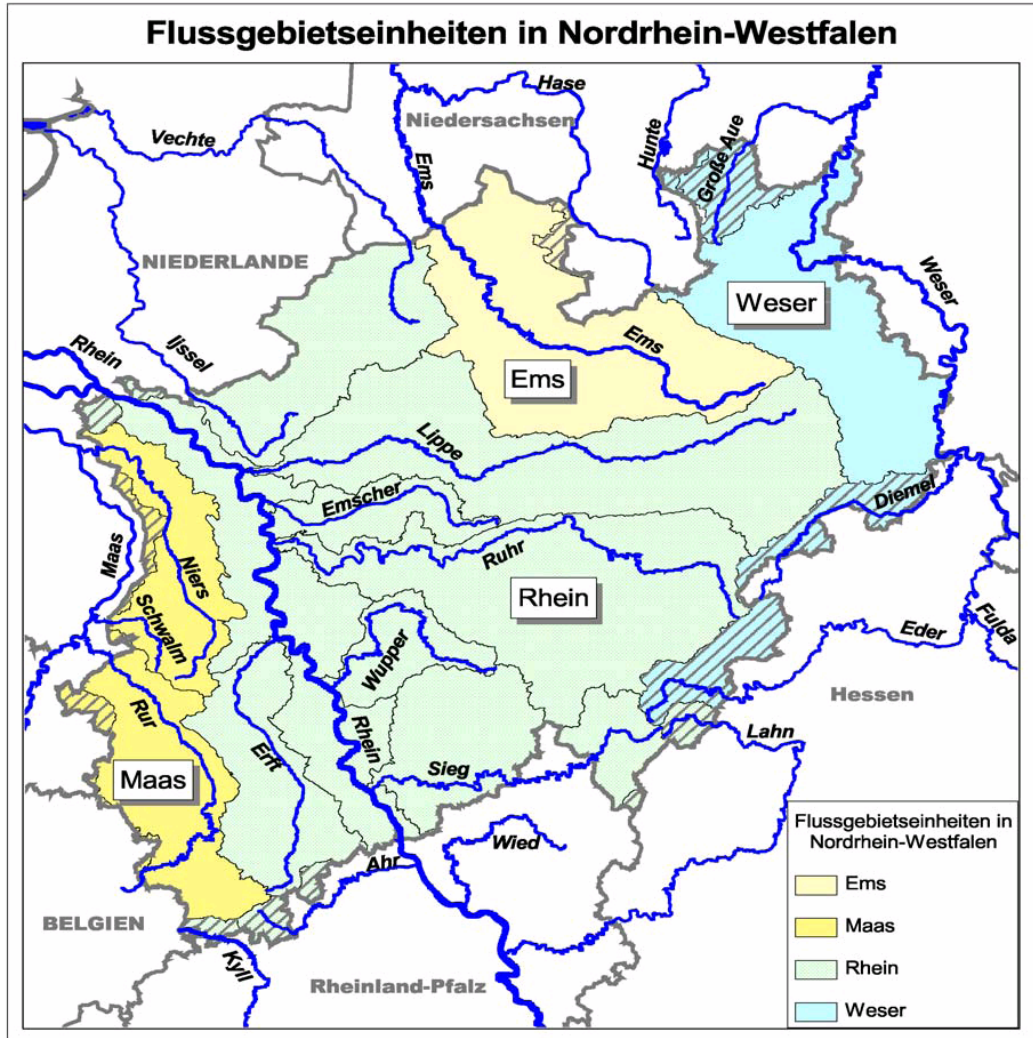 Flussgebietseinheiten in Nordrhein-Westfalen
Hase
Niedersachsen
Vechte
Ems
Hunte
Große Aue
NIEDERLANDE
Weser
Weser
Rhein
Ijssel
Ems
Ems
Lippe
Emscher
Diemel
Maas
Niers
Ruhr
Rhein
Schwalm
Wupper
Eder
Fulda
Hessen
Rur
Rhein
Lahn
Erft
Sieg
Maas
Wied
Ahr
BELGIEN
Kyll
Rheinland-Pfalz
Flussgebietseinheiten in
Nordrhein-Westfalen
Ems
Maas
Rhein
Weser